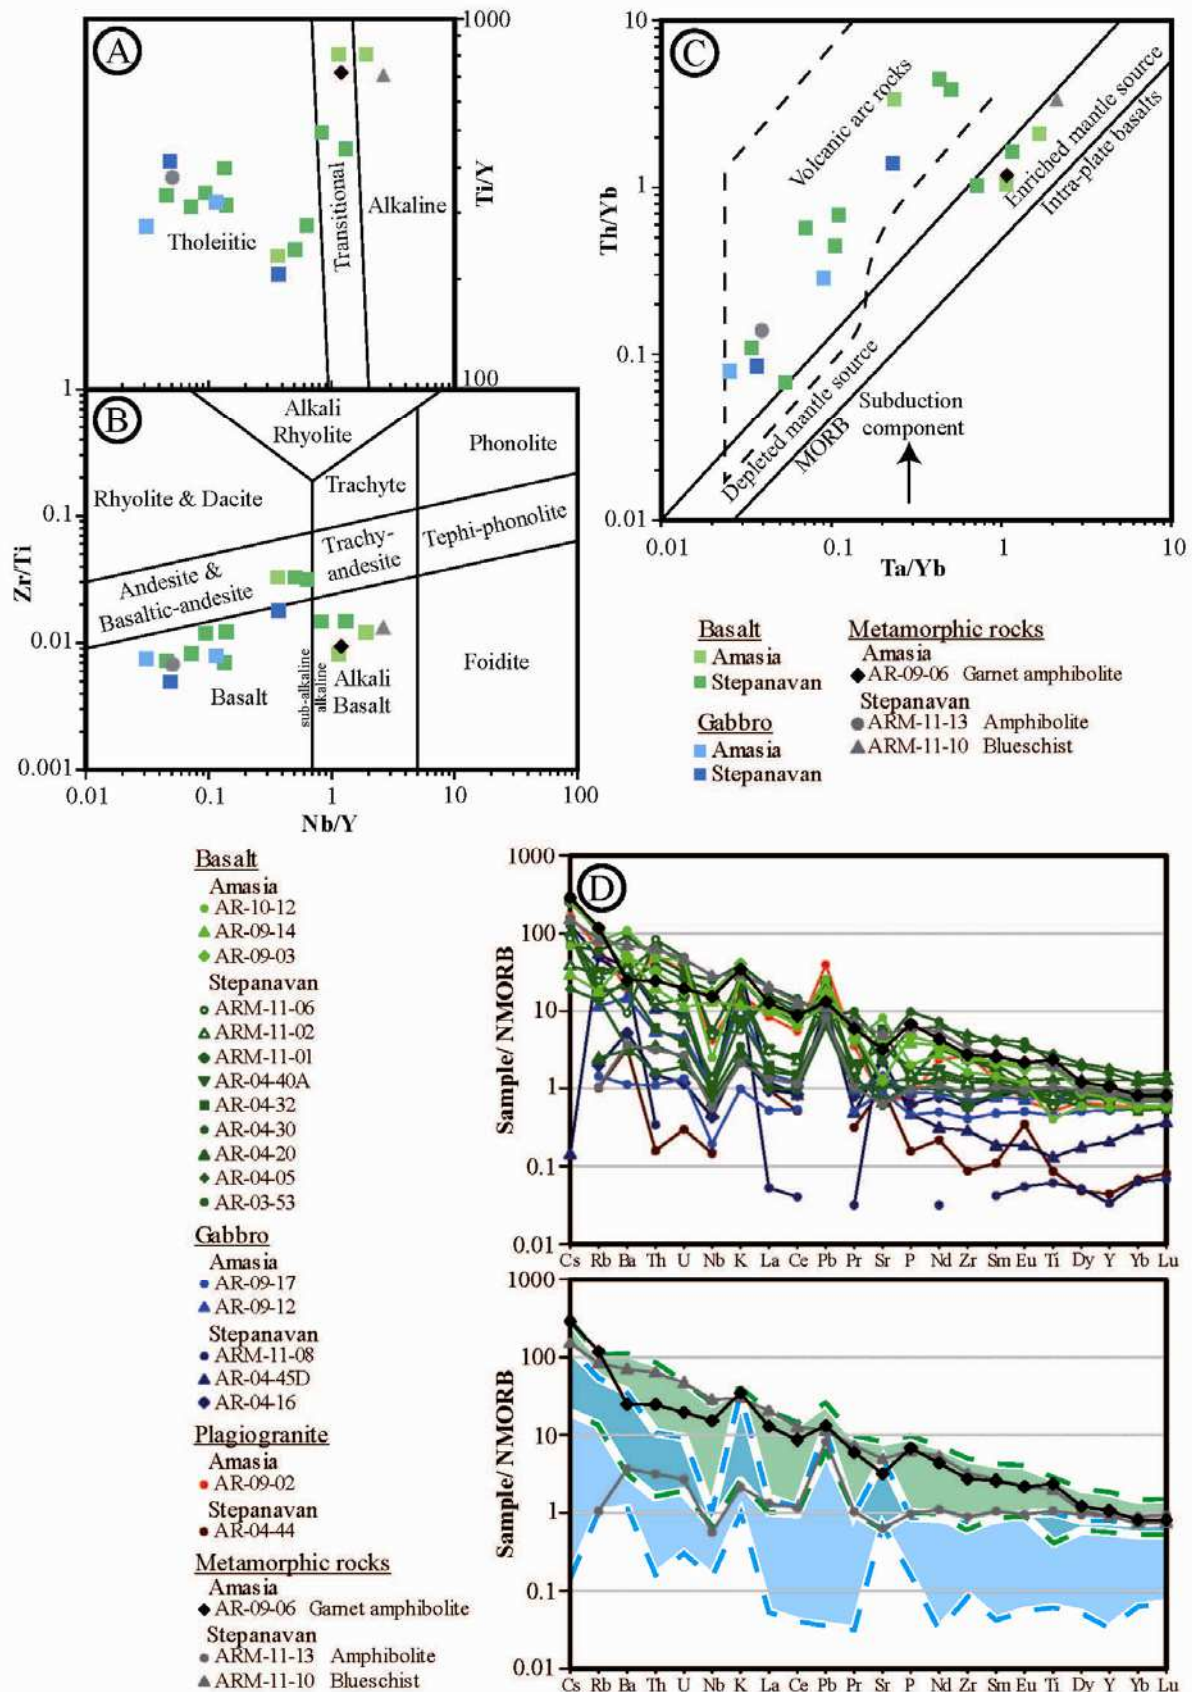 A
1000
Ti/Y
100
Tholeiitic
Transitional
Alkaline
B
1
0.1
0.01
0.001
Zr/Ti
Alkali
Rhyolite
Phonolite
Rhyolite & Dacite
Trachyte
Tephi-phonolite
Trachy-
andesite
Andesite &
Basaltic-andesite
sub-alkaline
alkaline
Basalt
Alkali
Basalt
Foidite
0.01
0.1
1
10
100
Nb/Y
C
10
1
0.1
0.01
Th/Yb
Volcanic arc rocks
Enriched mantle source
Intra-plate basalts
Depleted mantle source
MORB
Subduction
component
0.01
0.1
1
10
Ta/Yb
Basalt
Amasia
Stepanavan
Gabbro
Amasia
Stepanavan
Metamorphic rocks
Amasia
AR-09-06 Garnet amphibolite
Stepanavan
ARM-11-13 Amphibolite
ARM-11-10 Blueschist
Basalt
Amasia
AR-10-12
AR-09-14
AR-09-03
Stepanavan
ARM-11-06
ARM-11-02
ARM-11-01
AR-04-40A
AR-04-32
AR-04-30
AR-04-20
AR-04-05
AR-03-53
Gabbro
Amasia
AR-09-17
AR-09-12
Stepanavan
ARM-11-08
AR-04-45D
AR-04-16
Plagiogranite
Amasia
AR-09-02
Stepanavan
AR-04-44
Metamorphic rocks
Amasia
AR-09-06 Garnet amphibolite
Stepanavan
ARM-11-13 Amphibolite
ARM-11-10 Blueschist
D
1000
100
10
1
0.1
0.01
Sample/ NMORB
Cs Rb Ba Th U Nb K La Ce Pb Pr Sr P Nd Zr Sm Eu Ti Dy Y Yb Lu
1000
100
10
1
0.1
0.01
Sample/ NMORB
Cs Rb Ba Th U Nb K La Ce Pb Pr Sr P Nd Zr Sm Eu Ti Dy Y Yb Lu